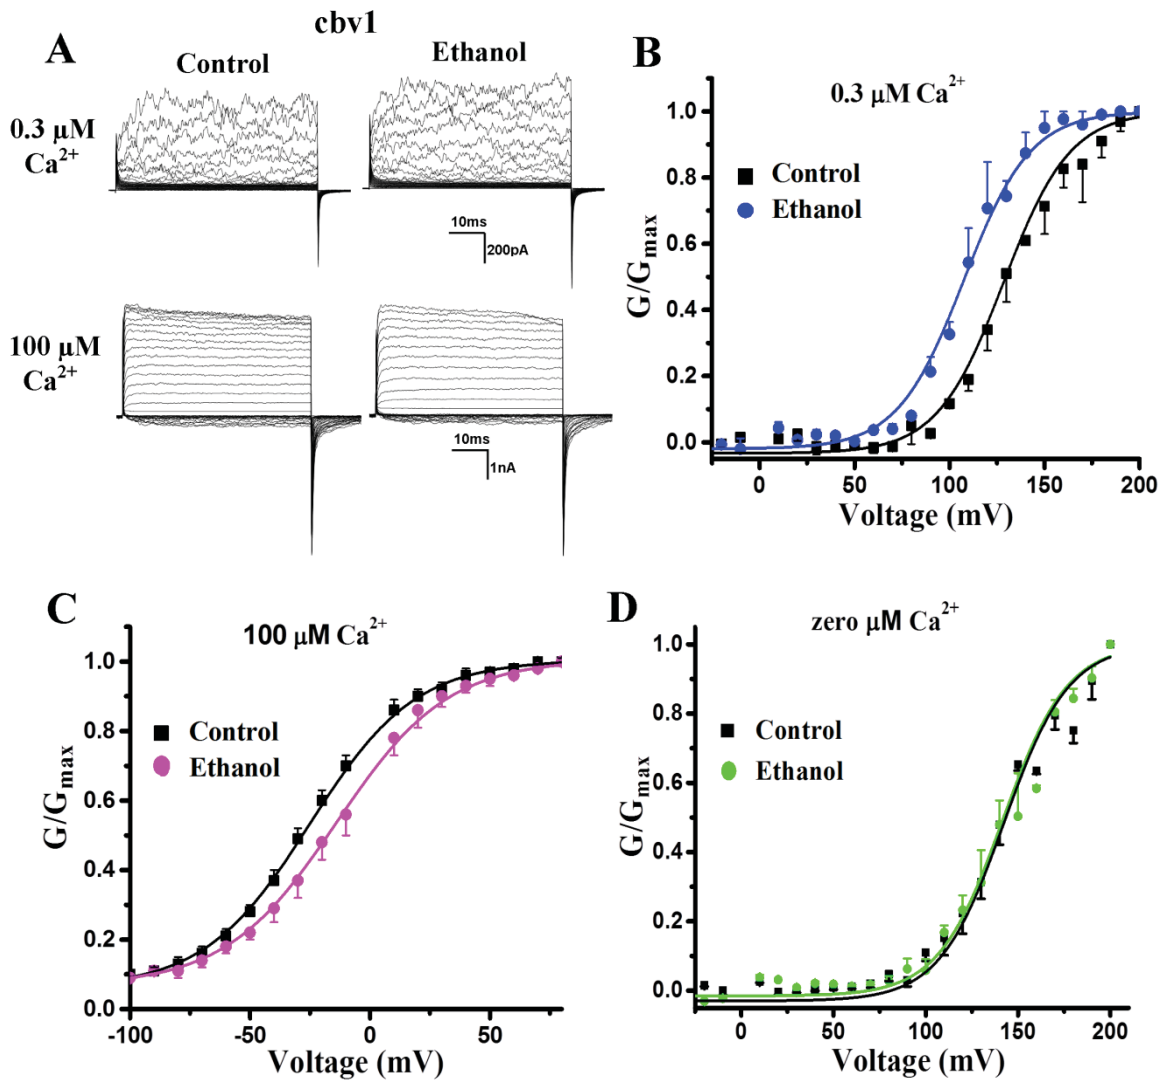 cbv1
A
Control
Ethanol
0.3 μM
Ca²⁺
10ms
200pA
100 μM
Ca²⁺
10ms
1nA
B
0.3 μM Ca²⁺
Control
Ethanol
G/Gmax
1.0
0.8
0.6
0.4
0.2
0.0
0
50
100
150
200
Voltage (mV)
C
100 μM Ca²⁺
Control
Ethanol
G/Gmax
1.0
0.8
0.6
0.4
0.2
0.0
-100
-50
0
50
Voltage (mV)
D
zero μM Ca²⁺
Control
Ethanol
G/Gmax
1.0
0.8
0.6
0.4
0.2
0.0
0
50
100
150
200
Voltage (mV)